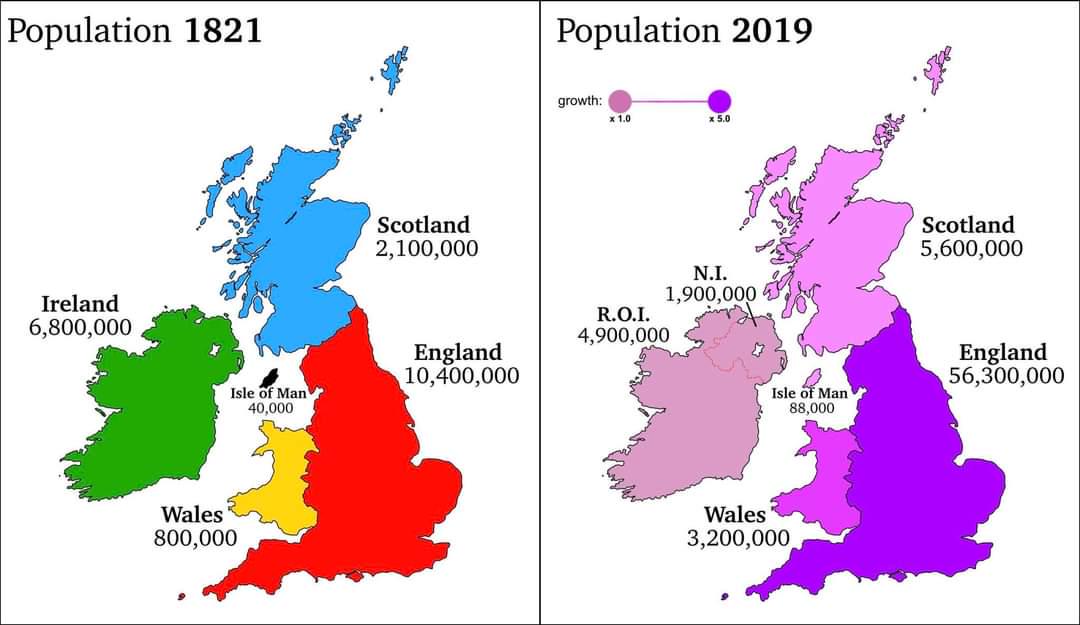 Population 1821
Scotland
2,100,000
Ireland
6,800,000
England
10,400,000
Isle of Man
40,000
Wales
800,000
Population 2019
growth:
x 1.0
x 5.0
Scotland
5,600,000
N.I.
1,900,000
R.O.I.
4,900,000
England
56,300,000
Isle of Man
88,000
Wales
3,200,000